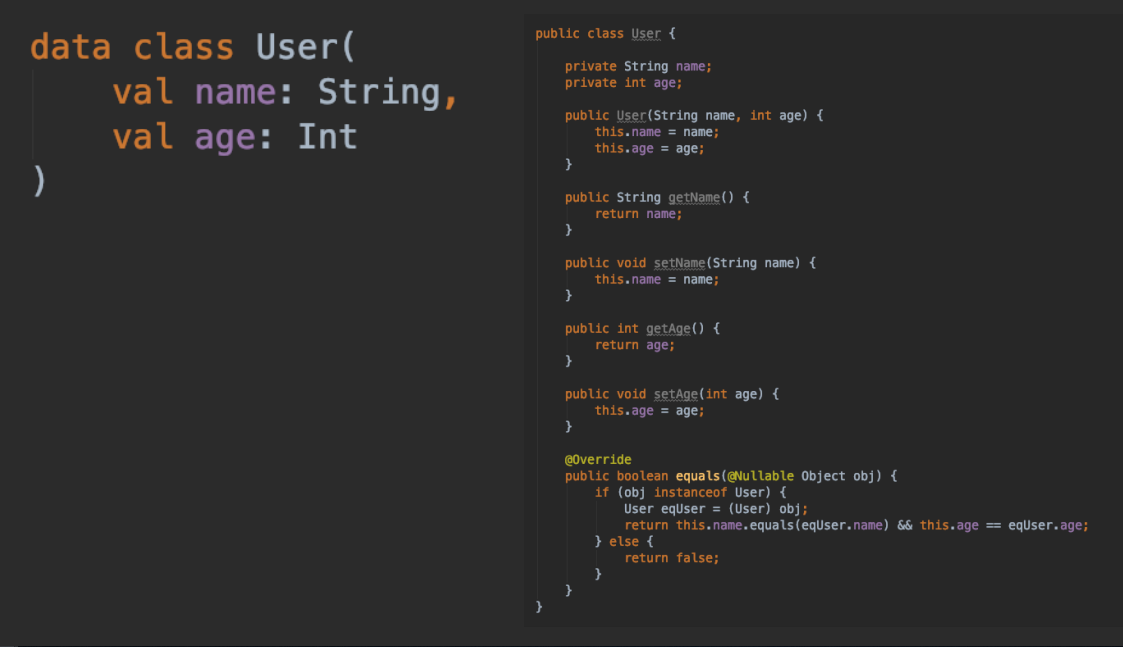 data class User(
    val name: String,
    val age: Int
)
public class User {
    private String name;
    private int age;
    public User(String name, int age) {
        this.name = name;
        this.age = age;
    }
    public String getName() {
        return name;
    }
    public void setName(String name) {
        this.name = name;
    }
    public int getAge() {
        return age;
    }
    public void setAge(int age) {
        this.age = age;
    }
    @Override
    public boolean equals(@Nullable Object obj) {
        if (obj instanceof User) {
            User eqUser = (User) obj;
            return this.name.equals(eqUser.name) && this.age == eqUser.age;
        } else {
            return false;
        }
    }
}